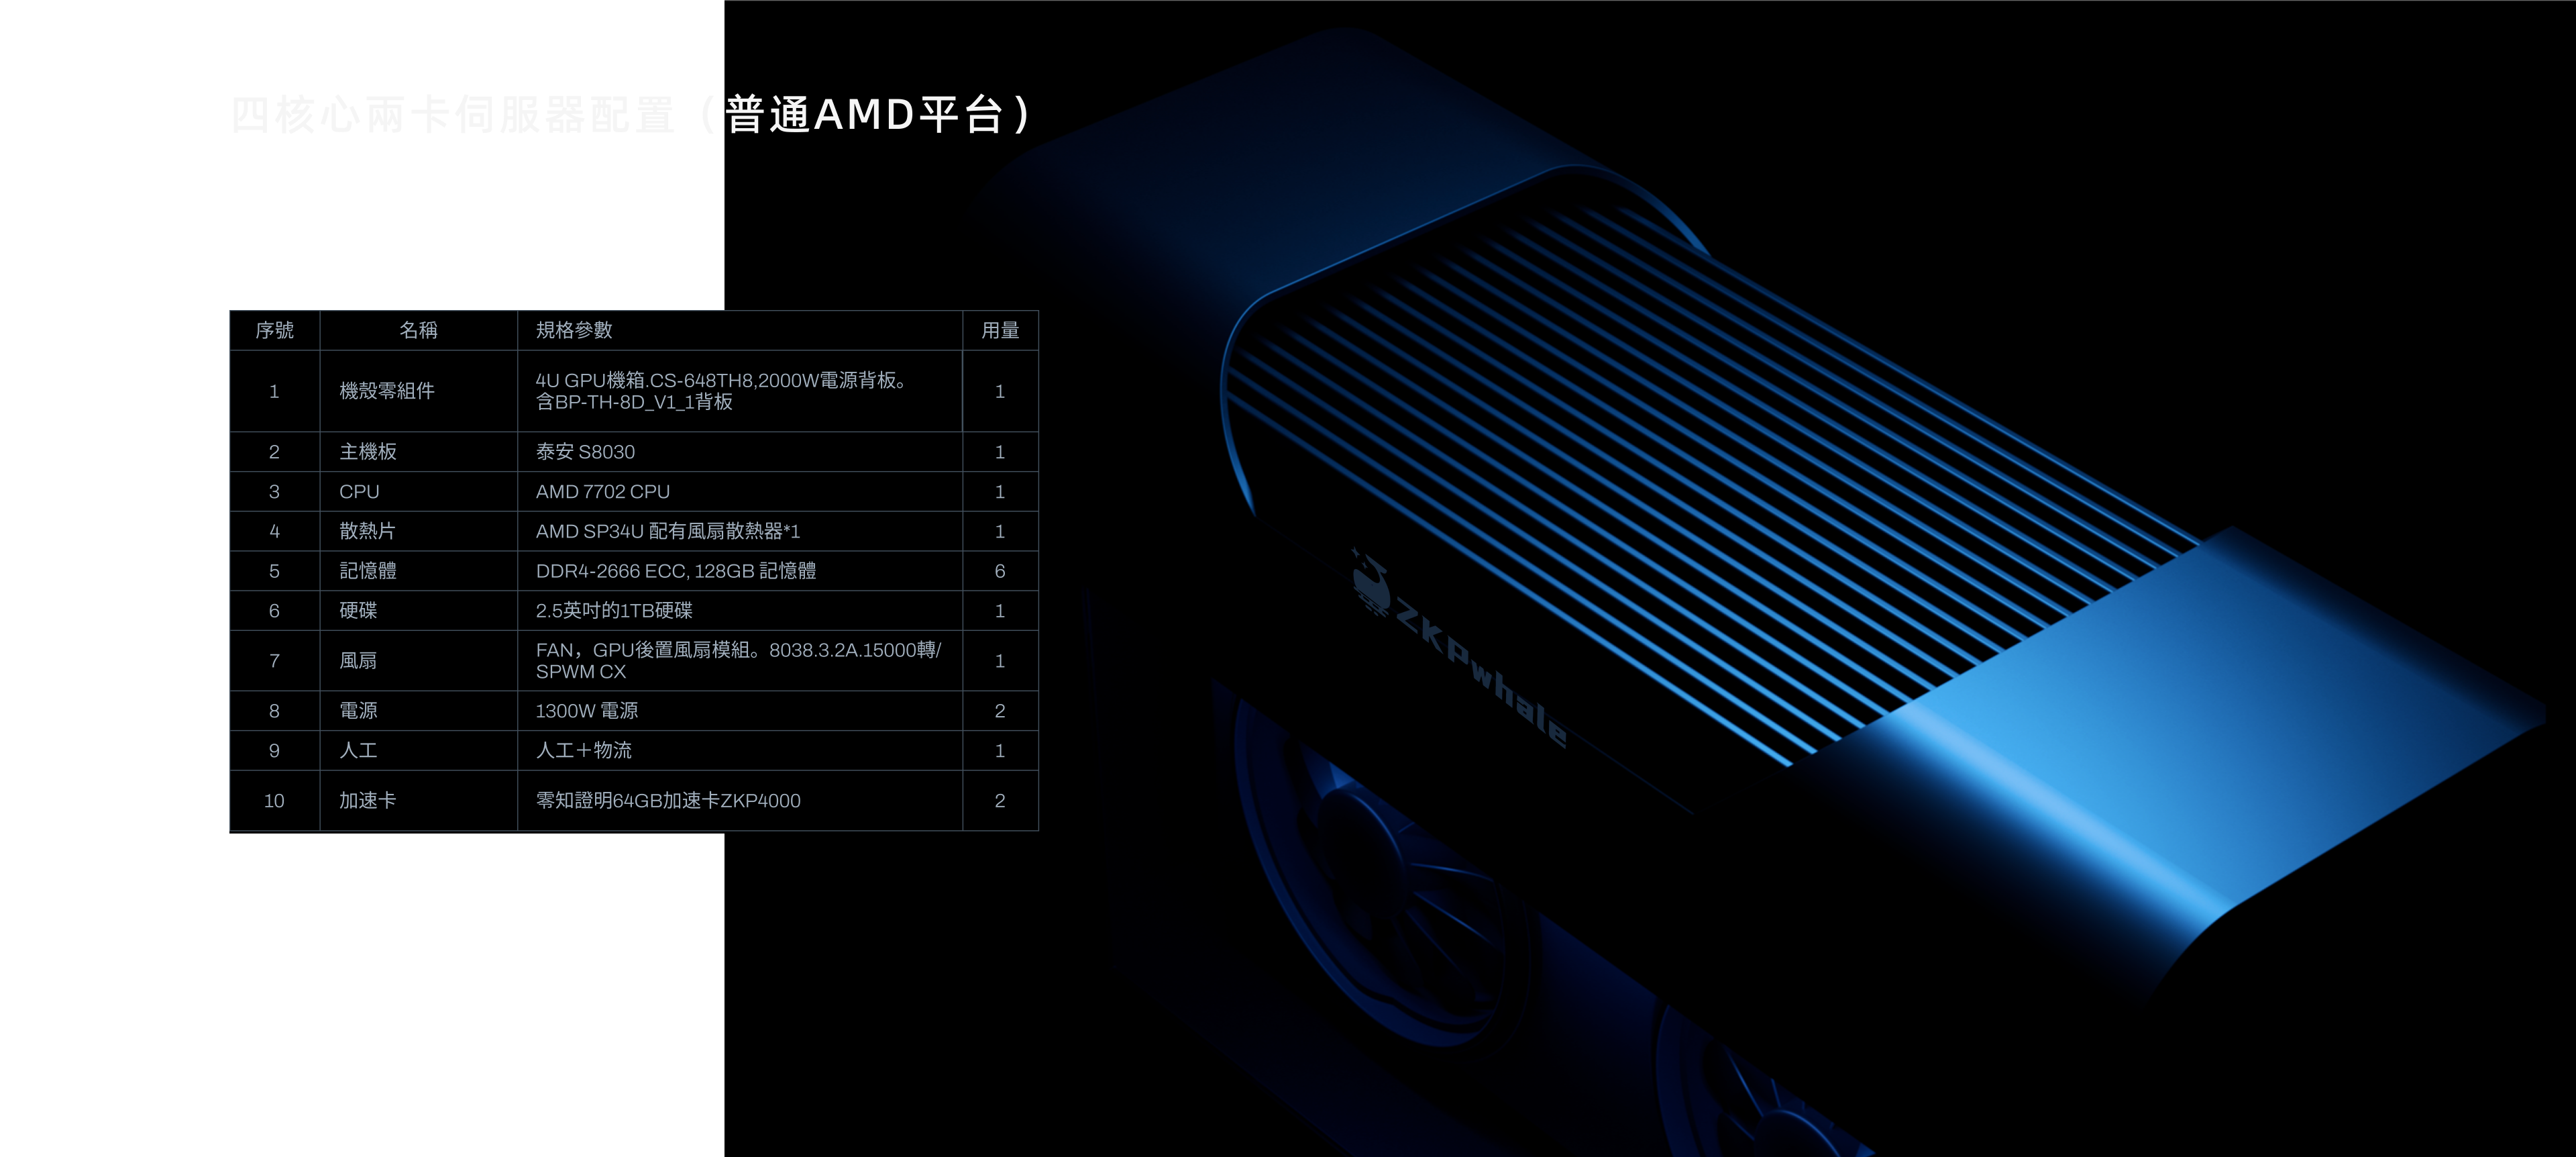 四核心兩卡伺服器配置（普通AMD平台）
序號 名稱 規格參數 用量
1 機殼零組件 4U GPU機箱.CS-648TH8,2000W電源背板。
含BP-TH-8D_V1_1背板 1
2 主機板 泰安 S8030 1
3 CPU AMD 7702 CPU 1
4 散熱片 AMD SP34U 配有風扇散熱器*1 1
5 記憶體 DDR4-2666 ECC, 128GB 記憶體 6
6 硬碟 2.5英吋的1TB硬碟 1
7 風扇 FAN，GPU後置風扇模組。8038.3.2A.15000轉/
SPWM CX 1
8 電源 1300W 電源 2
9 人工 人工＋物流 1
10 加速卡 零知證明64GB加速卡ZKP4000 2
ZKPwhale